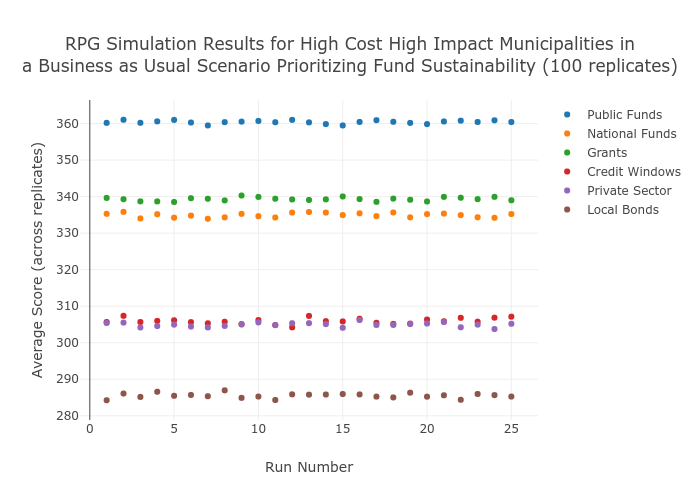 RPG Simulation Results for High Cost High Impact Municipalities in
a Business as Usual Scenario Prioritizing Fund Sustainability (100 replicates)
Average Score (across replicates)
360
350
340
330
320
310
300
290
280
0
5
10
15
20
25
Run Number
Public Funds
National Funds
Grants
Credit Windows
Private Sector
Local Bonds